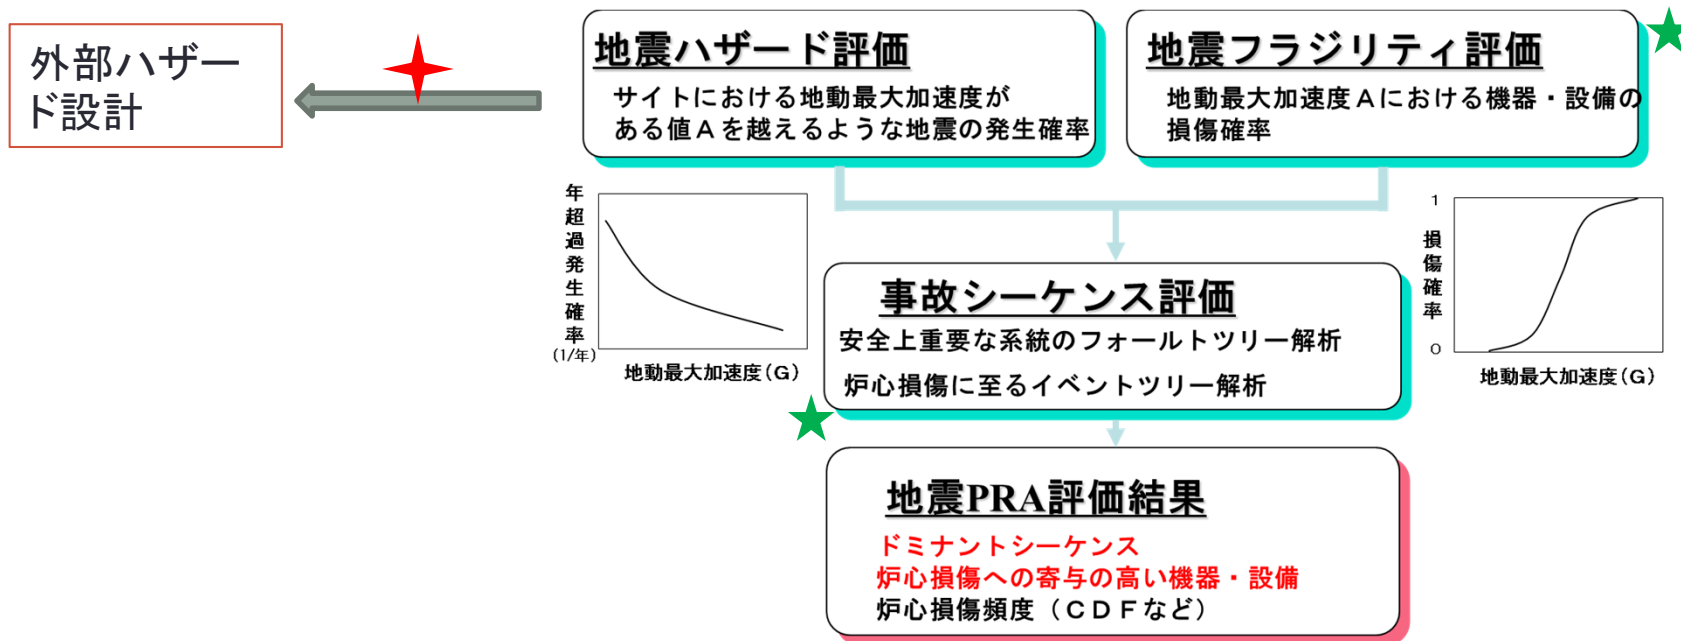 外部ハザー
ド設計
地震ハザード評価
サイトにおける地動最大加速度が
ある値Aを越えるような地震の発生確率
地震フラジリティ評価
地動最大加速度Aにおける機器・設備の
損傷確率
年超過発生確率
(1/年)
地動最大加速度(G)
事故シーケンス評価
安全上重要な系統のフォールトツリー解析
炉心損傷に至るイベントツリー解析
1
損傷確率
0
地動最大加速度(G)
地震PRA評価結果
ドミナントシーケンス
炉心損傷への寄与の高い機器・設備
炉心損傷頻度(CDFなど)